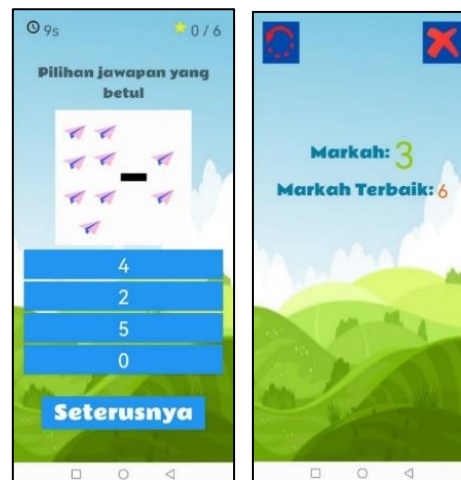 9s
0 / 6
Pilihan jawapan yang
betul
4
2
5
0
Seterusnya
Markah: 3
Markah Terbaik: 6